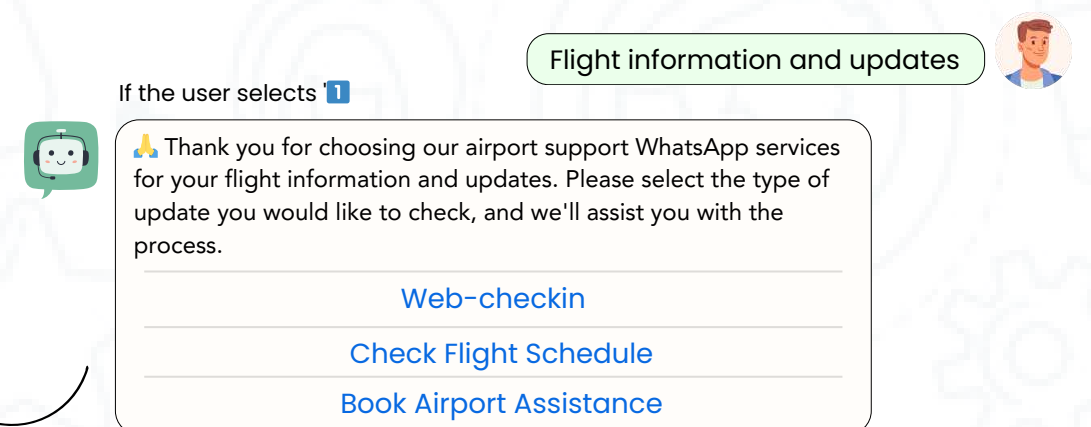 Flight information and updates
If the user selects '1️⃣
🙏 Thank you for choosing our airport support WhatsApp services
for your flight information and updates. Please select the type of
update you would like to check, and we'll assist you with the
process.
Web-checkin
Check Flight Schedule
Book Airport Assistance